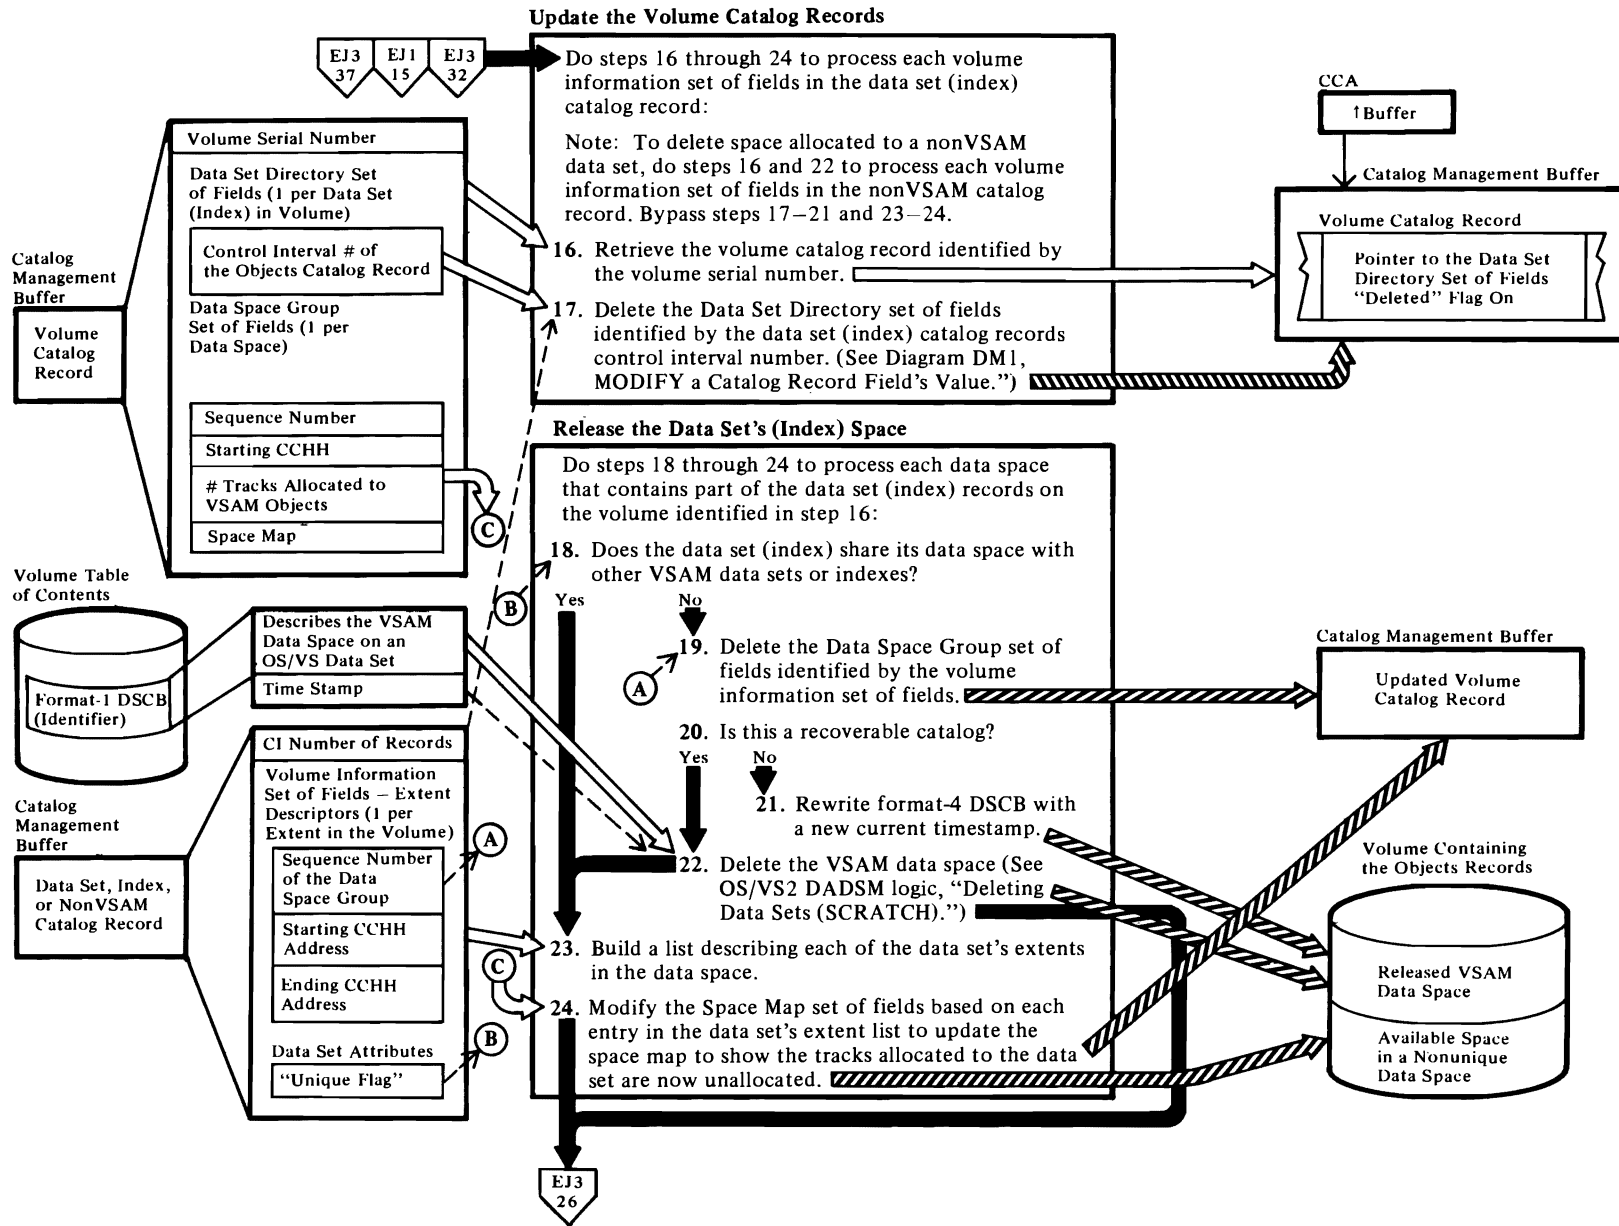 Update the Volume Catalog Records
EJ3
37
EJ1
15
EJ3
32
Do steps 16 through 24 to process each volume
information set of fields in the data set (index)
catalog record:
Note: To delete space allocated to a nonVSAM
data set, do steps 16 and 22 to process each volume
information set of fields in the nonVSAM catalog
record. Bypass steps 17–21 and 23–24.
16. Retrieve the volume catalog record identified by
the volume serial number.
17. Delete the Data Set Directory set of fields
identified by the data set (index) catalog records
control interval number. (See Diagram DM1,
MODIFY a Catalog Record Field's Value.”)
CCA
↑Buffer
Catalog Management Buffer
Volume Catalog Record
Pointer to the Data Set
Directory Set of Fields
“Deleted” Flag On
Catalog
Management
Buffer
Volume
Catalog
Record
Volume Serial Number
Data Set Directory Set
of Fields (1 per Data Set
(Index) in Volume)
Control Interval # of
the Objects Catalog Record
Data Space Group
Set of Fields (1 per
Data Space)
Sequence Number
Starting CCHH
# Tracks Allocated to
VSAM Objects
Space Map
C
Release the Data Set's (Index) Space
Do steps 18 through 24 to process each data space
that contains part of the data set (index) records on
the volume identified in step 16:
18. Does the data set (index) share its data space with
other VSAM data sets or indexes?
B
Yes
No
19. Delete the Data Space Group set of
fields identified by the volume
information set of fields.
A
20. Is this a recoverable catalog?
Yes
No
21. Rewrite format-4 DSCB with
a new current timestamp.
22. Delete the VSAM data space (See
OS/VS2 DADSM logic, “Deleting
Data Sets (SCRATCH).”)
23. Build a list describing each of the data set's extents
in the data space.
C
24. Modify the Space Map set of fields based on each
entry in the data set's extent list to update the
space map to show the tracks allocated to the data
set are now unallocated.
Volume Table
of Contents
Format-1 DSCB
(Identifier)
Describes the VSAM
Data Space on an
OS/VS Data Set
Time Stamp
Catalog
Management
Buffer
Data Set, Index,
or NonVSAM
Catalog Record
CI Number of Records
Volume Information
Set of Fields – Extent
Descriptors (1 per
Extent in the Volume)
Sequence Number
of the Data
Space Group
A
Starting CCHH
Address
Ending CCHH
Address
Data Set Attributes
B
“Unique Flag”
Catalog Management Buffer
Updated Volume
Catalog Record
Volume Containing
the Objects Records
Released VSAM
Data Space
Available Space
in a Nonunique
Data Space
EJ3
26